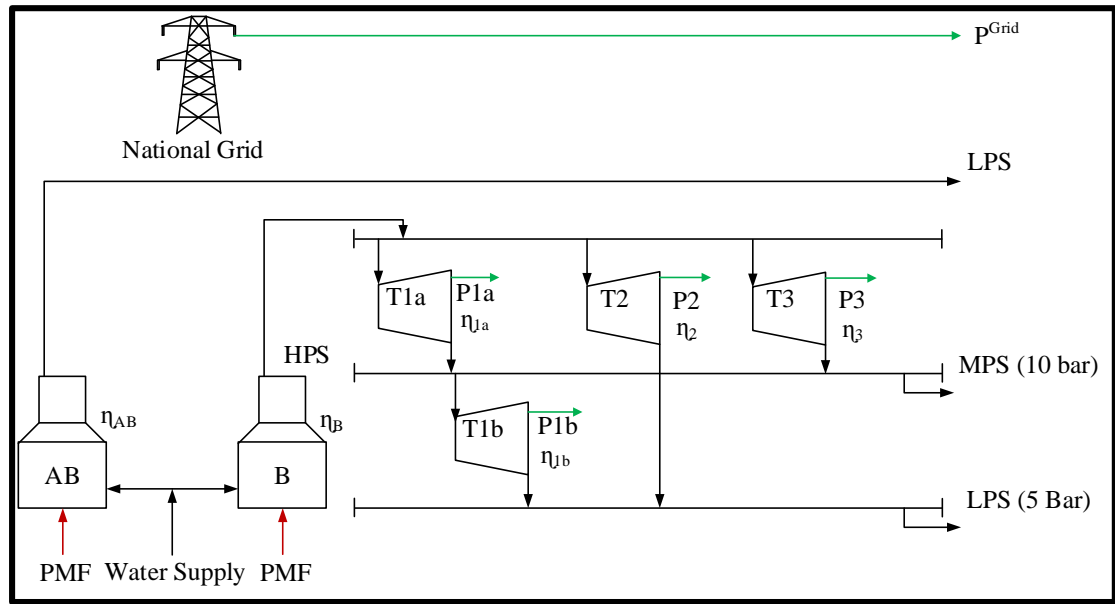 P^Grid
National Grid
LPS
T1a
P1a
η1a
T2
P2
η2
T3
P3
η3
HPS
MPS (10 bar)
T1b
P1b
η1b
ηAB
ηB
AB
B
LPS (5 Bar)
PMF
Water Supply
PMF